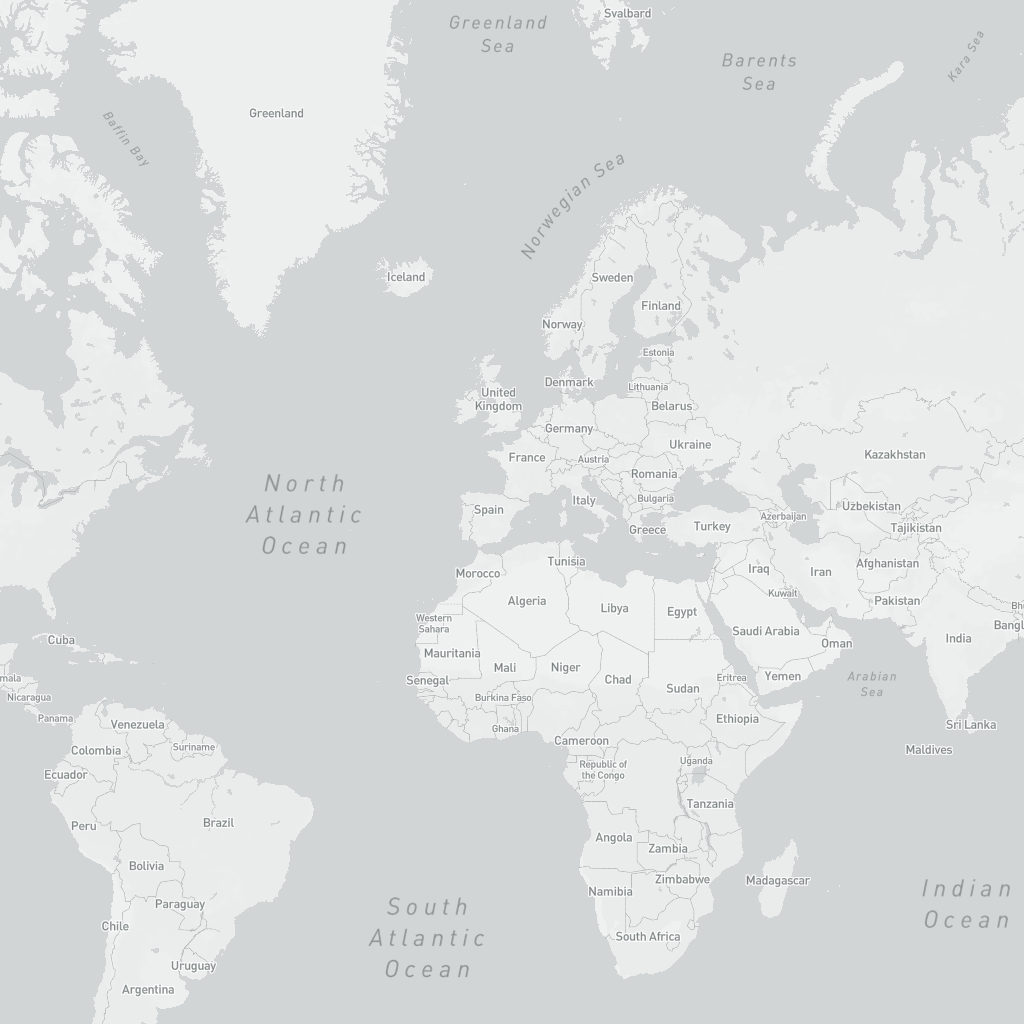 Svalbard
Greenland
Sea
Barents
Sea
Kara Sea
Greenland
Baffin Bay
Norwegian Sea
Iceland
Sweden
Finland
Norway
Estonia
Denmark
Lithuania
United
Kingdom
Belarus
Germany
Ukraine
France
Austria
Kazakhstan
Romania
North
Atlantic
Ocean
Italy
Bulgaria
Spain
Uzbekistan
Azerbaijan
Turkey
Tajikistan
Greece
Tunisia
Afghanistan
Morocco
Iraq
Iran
Kuwait
Algeria
Libya
Egypt
Pakistan
Bh
Western
Sahara
Bangl
Saudi Arabia
India
Cuba
Oman
Mauritania
Mali
Niger
Chad
mala
Senegal
Eritrea
Yemen
Arabian
Sea
Sudan
Nicaragua
Burkina Faso
Panama
Ethiopia
Venezuela
Ghana
Sri Lanka
Colombia
Suriname
Cameroon
Maldives
Uganda
Republic of
the Congo
Ecuador
Tanzania
Peru
Brazil
Angola
Zambia
Bolivia
Zimbabwe
Madagascar
Namibia
Indian
Ocean
Paraguay
South
Atlantic
Ocean
Chile
South Africa
Uruguay
Argentina